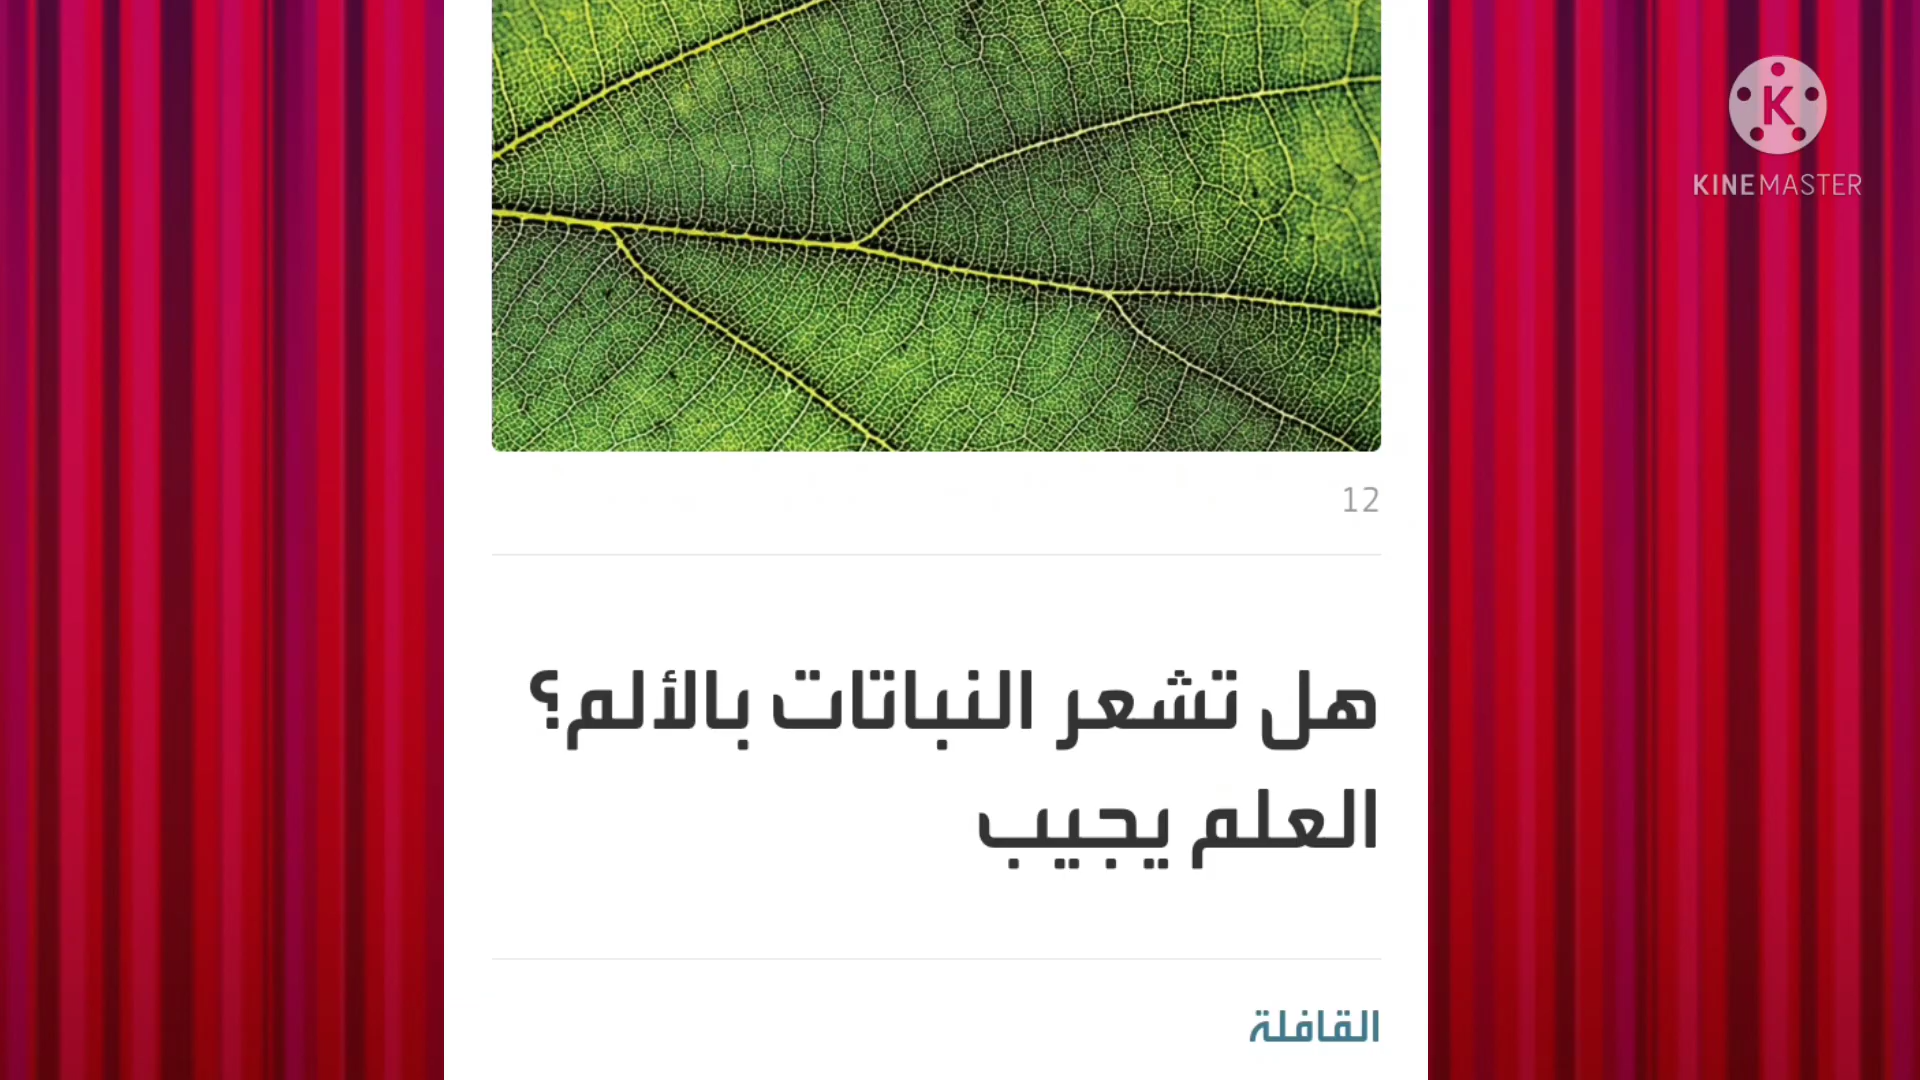 K
KINEMASTER
12
هل تشعر النباتات بالألم؟
العلم يجيب
القافلة